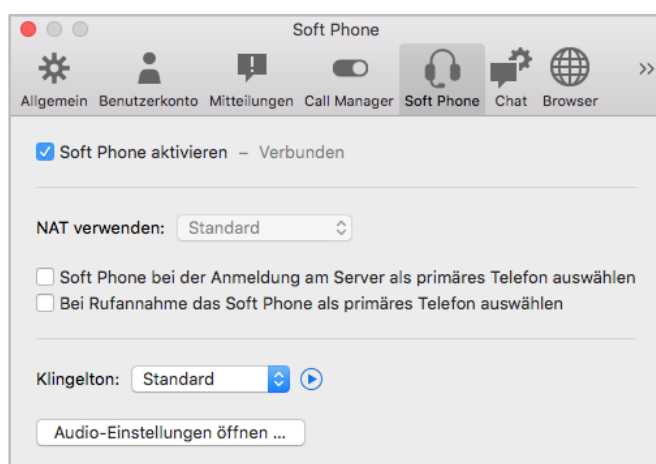 Soft Phone
Allgemein Benutzerkonto Mitteilungen Call Manager Soft Phone Chat Browser
Soft Phone aktivieren – Verbunden
NAT verwenden: Standard
Soft Phone bei der Anmeldung am Server als primäres Telefon auswählen
Bei Rufannahme das Soft Phone als primäres Telefon auswählen
Klingelton: Standard
Audio-Einstellungen öffnen ...